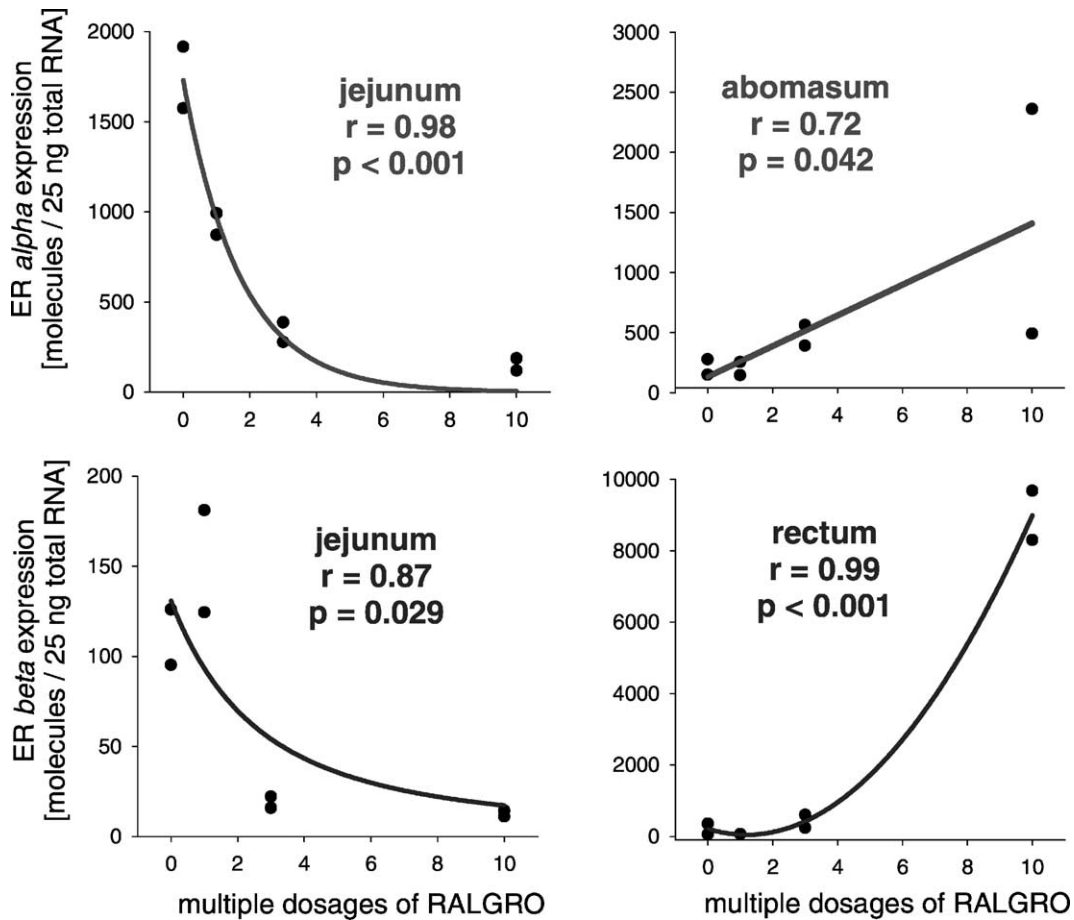 ER alpha expression
[molecules / 25 ng total RNA]
2000
1500
1000
500
0
jejunum
r = 0.98
p < 0.001
0 2 4 6 8 10
3000
2500
2000
1500
1000
500
0
abomasum
r = 0.72
p = 0.042
0 2 4 6 8 10
ER beta expression
[molecules / 25 ng total RNA]
200
150
100
50
0
jejunum
r = 0.87
p = 0.029
0 2 4 6 8 10
multiple dosages of RALGRO
10000
8000
6000
4000
2000
0
rectum
r = 0.99
p < 0.001
0 2 4 6 8 10
multiple dosages of RALGRO